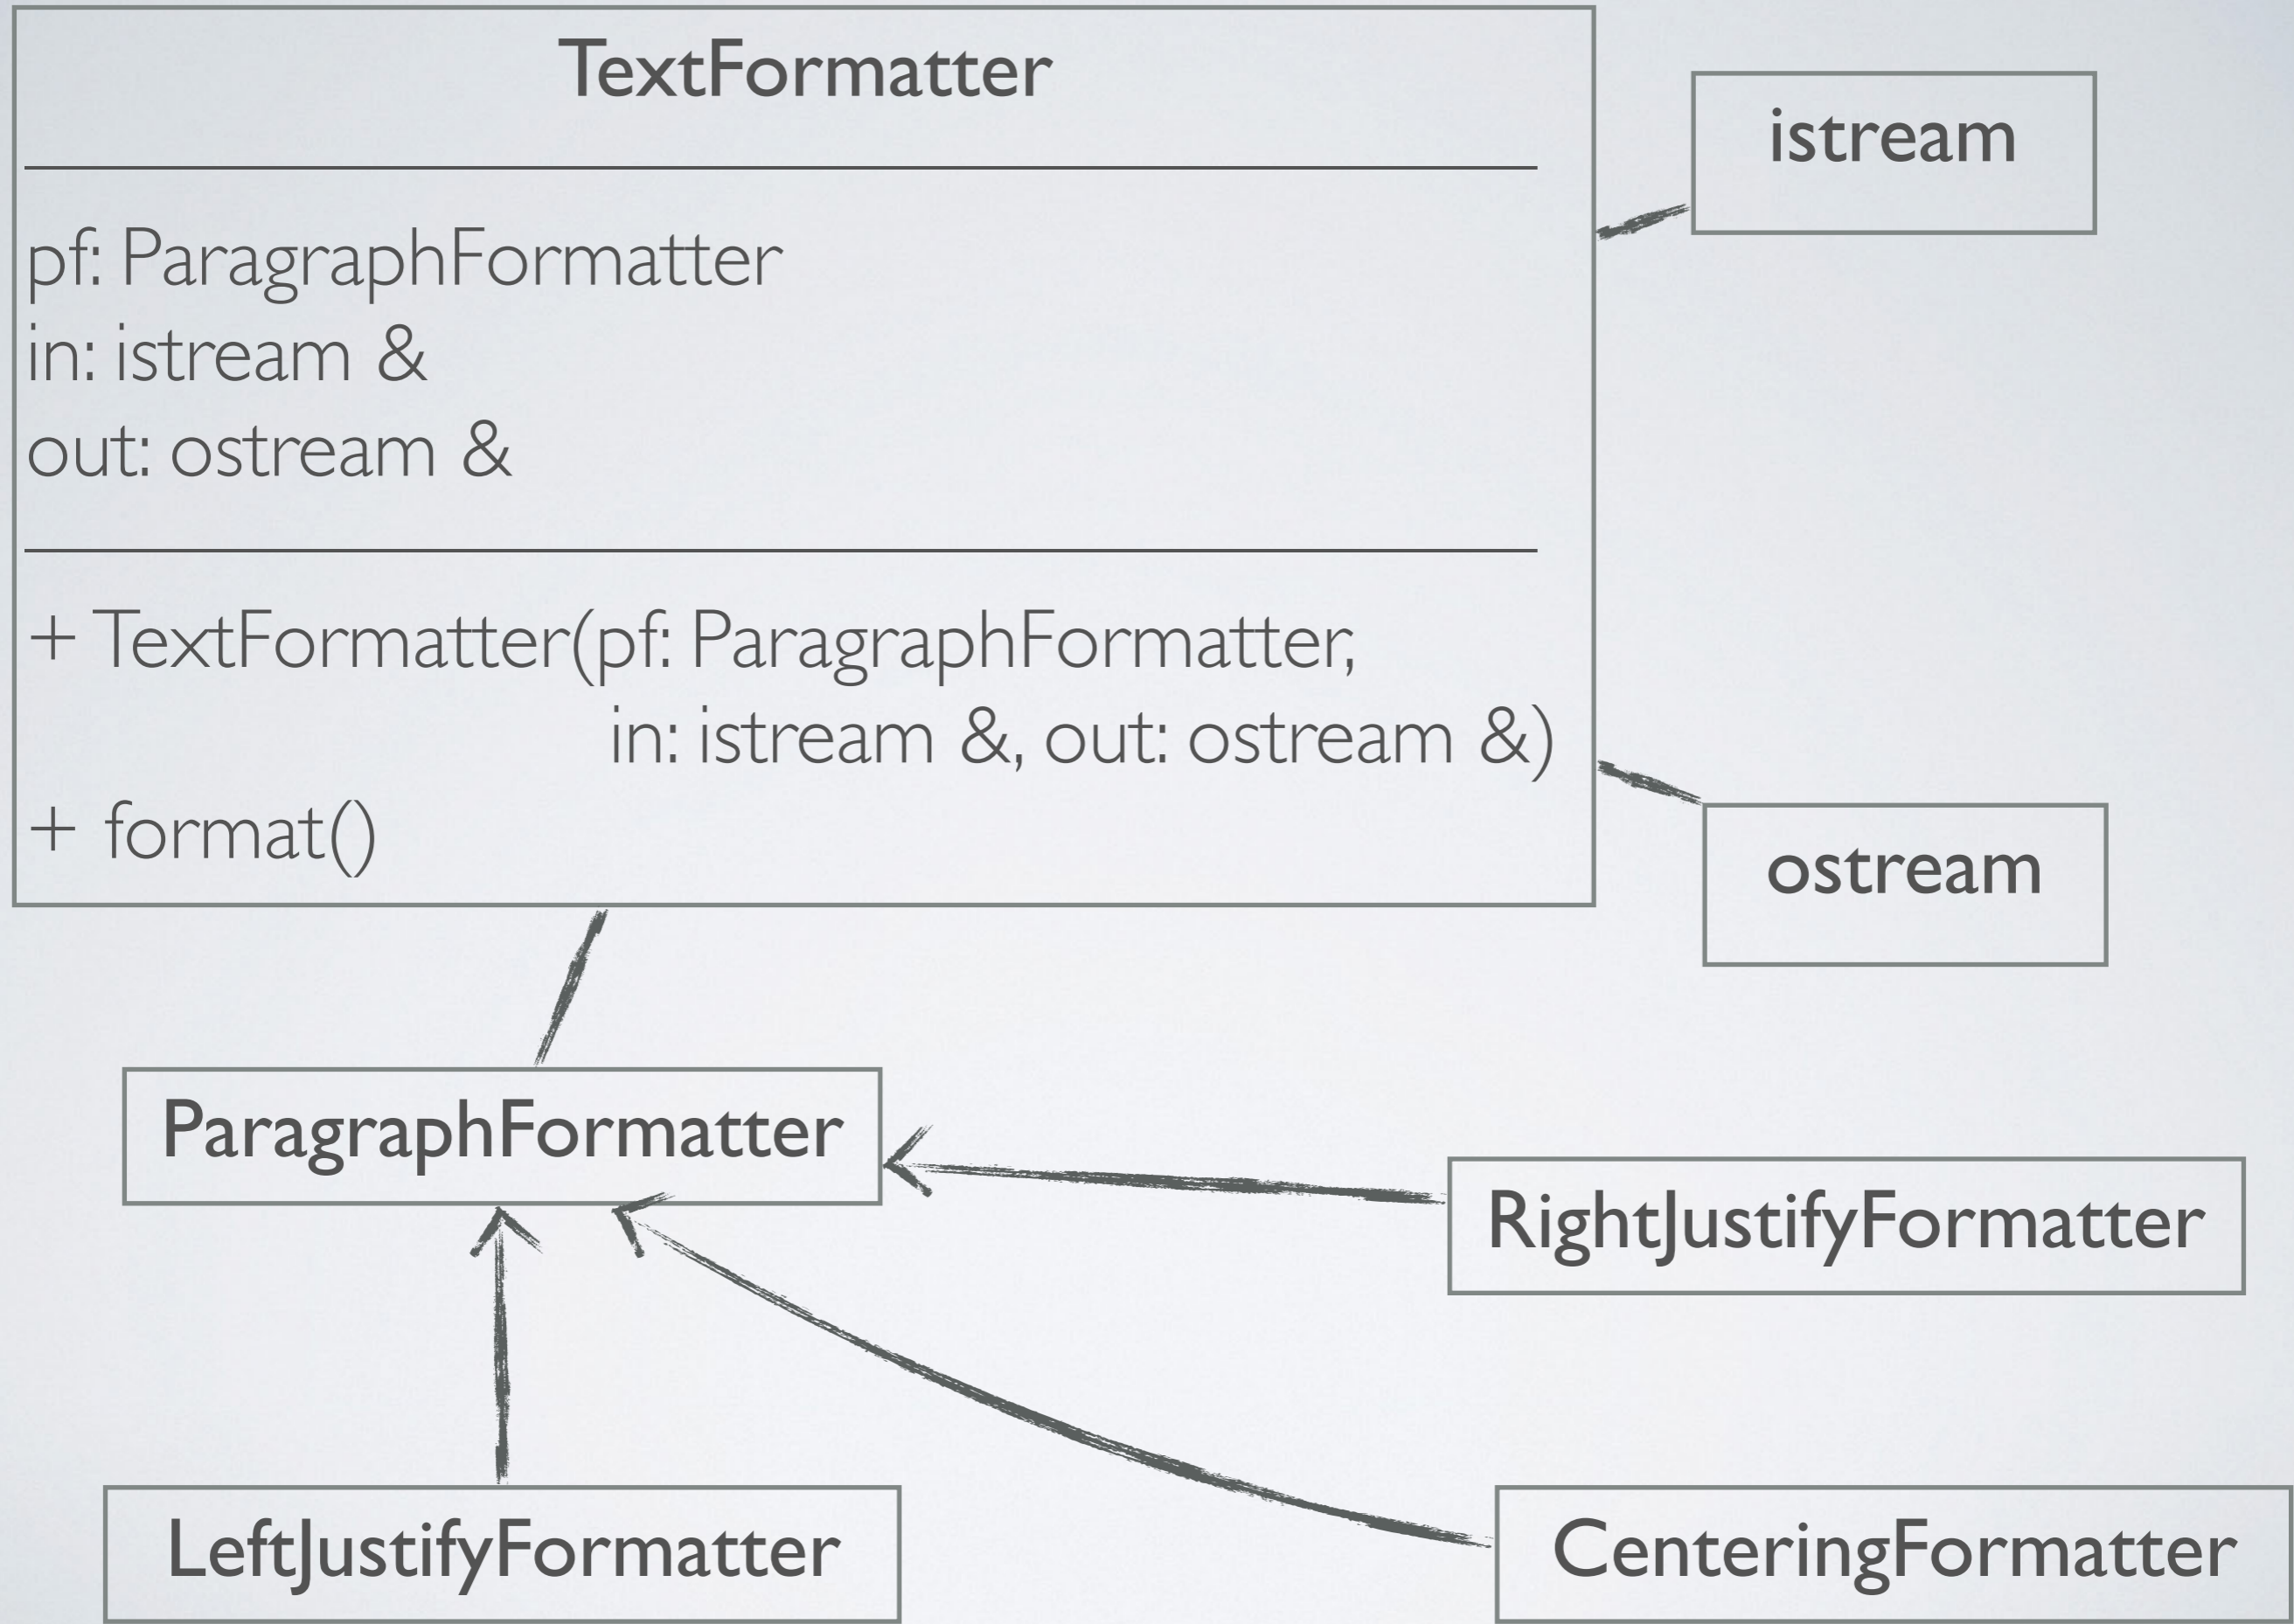 TextFormatter
pf: ParagraphFormatter
in: istream &
out: ostream &
+ TextFormatter(pf: ParagraphFormatter,
in: istream &, out: ostream &)
+ format()
istream
ostream
ParagraphFormatter
RightJustifyFormatter
LeftJustifyFormatter
CenteringFormatter